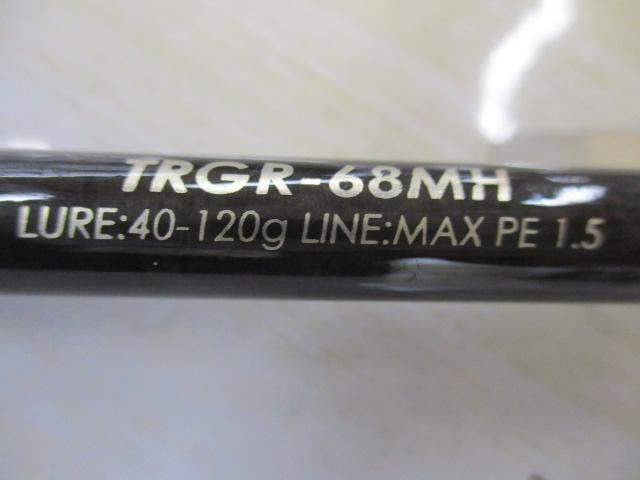 TRGR-68MH
LURE:40-120g LINE:MAX PE 1.5